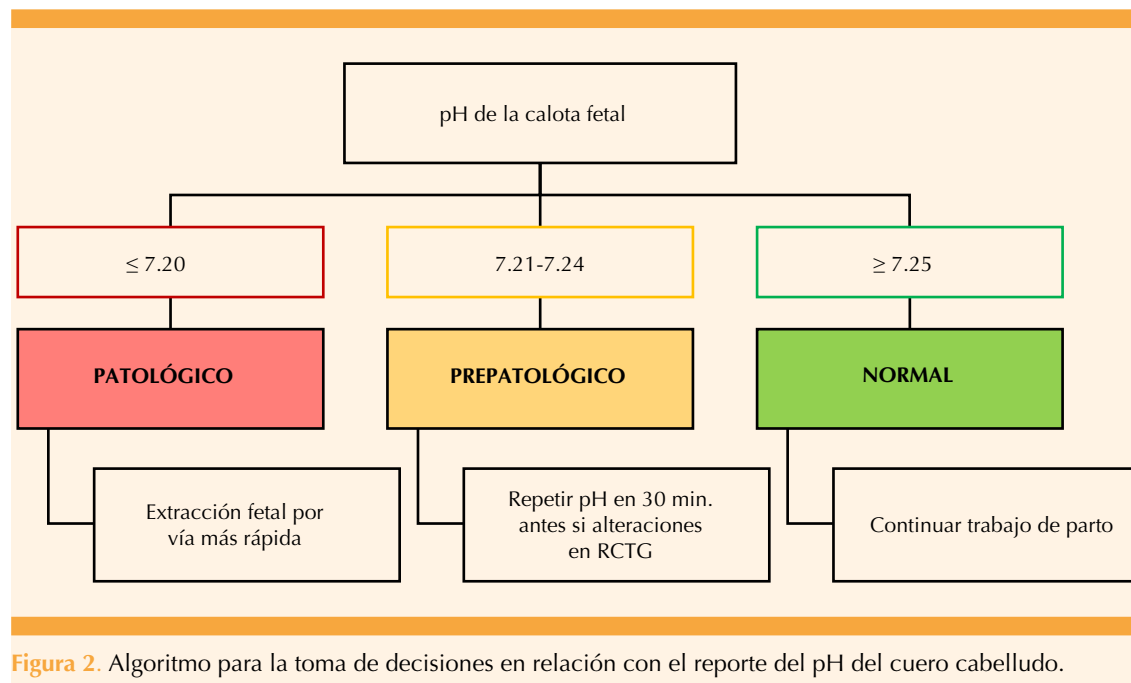 pH de la calota fetal
≤ 7.20
7.21-7.24
≥ 7.25
PATOLÓGICO
PREPATOLÓGICO
NORMAL
Extracción fetal por
vía más rápida
Repetir pH en 30 min.
antes si alteraciones
en RCTG
Continuar trabajo de parto
Figura 2. Algoritmo para la toma de decisiones en relación con el reporte del pH del cuero cabelludo.